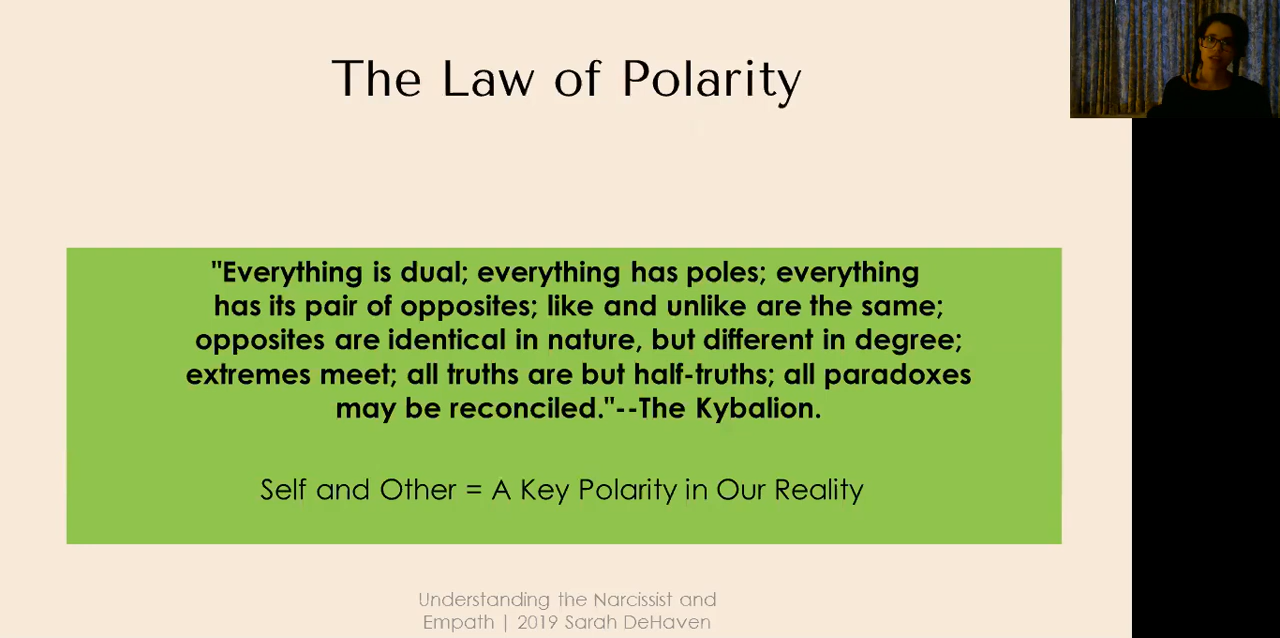 The Law of Polarity
"Everything is dual; everything has poles; everything
has its pair of opposites; like and unlike are the same;
opposites are identical in nature, but different in degree;
extremes meet; all truths are but half-truths; all paradoxes
may be reconciled."--The Kybalion.
Self and Other = A Key Polarity in Our Reality
Understanding the Narcissist and
Empath | 2019 Sarah DeHaven